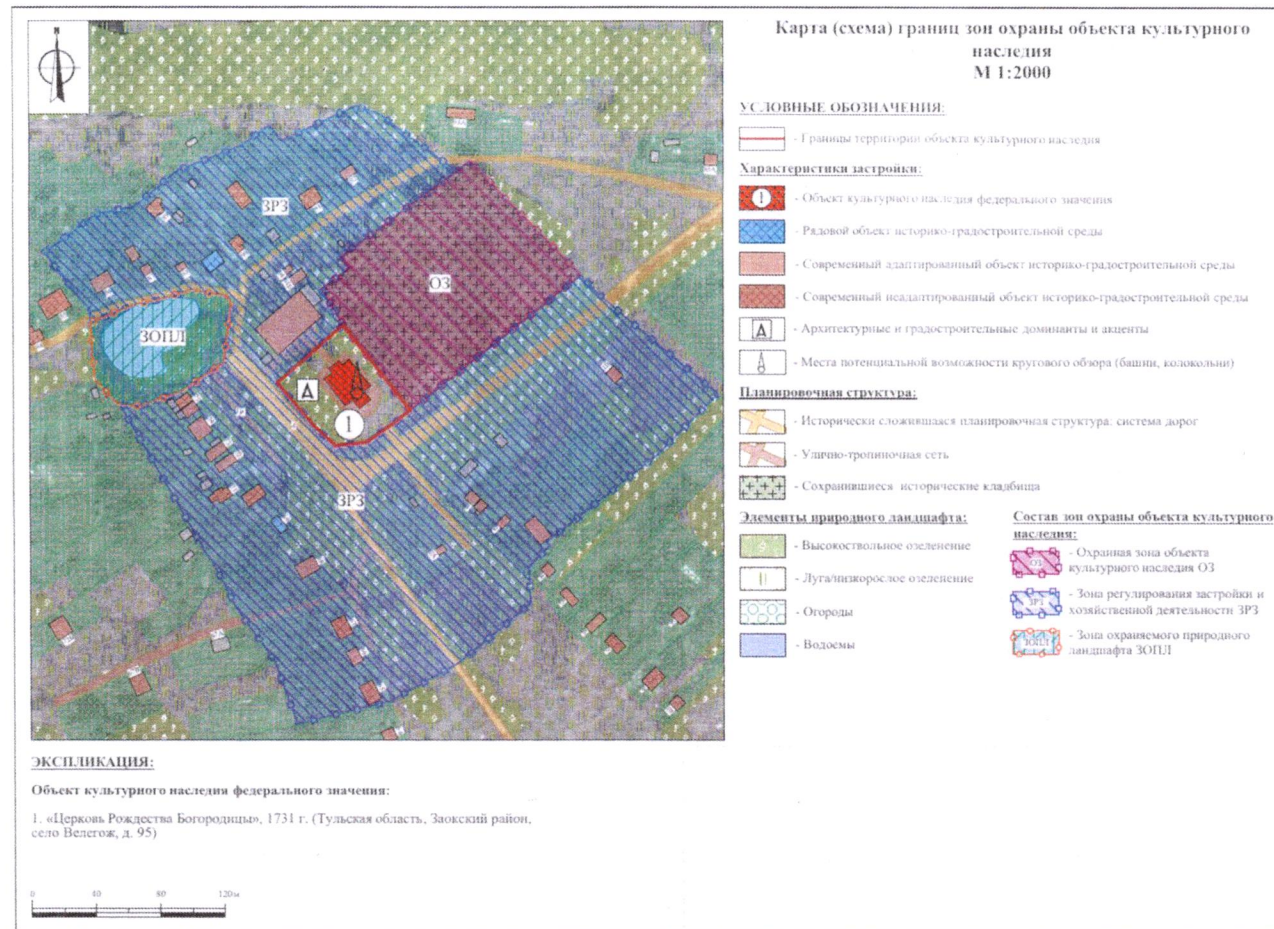 N
Карта (схема) границ зон охраны объекта культурного
наследия
М 1:2000
УСЛОВНЫЕ ОБОЗНАЧЕНИЯ:
- Границы территории объекта культурного наследия
Характеристики застройки:
1 - Объект культурного наследия федерального значения
- Рядовой объект историко-градостроительной среды
- Современный адаптированный объект историко-градостроительной среды
- Современный неадаптированный объект историко-градостроительной среды
- Архитектурные и градостроительные доминанты и акценты
- Места потенциальной возможности кругового обзора (башни, колокольни)
Планировочная структура:
- Исторически сложившаяся планировочная структура: система дорог
- Улично-тропиночная сеть
- Сохранившиеся исторические кладбища
Элементы природного ландшафта:
- Высокоствольное озеленение
- Луга/низкорослое озеленение
- Огороды
- Водоемы
Состав зон охраны объекта культурного
наследия:
ОЗ - Охранная зона объекта
культурного наследия ОЗ
ЗРЗ - Зона регулирования застройки и
хозяйственной деятельности ЗРЗ
ЗОПЛ - Зона охраняемого природного
ландшафта ЗОПЛ
ЗРЗ
ОЗ
ЗОПЛ
1
ЗРЗ
ЭКСПЛИКАЦИЯ:
Объект культурного наследия федерального значения:
1. «Церковь Рождества Богородицы», 1731 г. (Тульская область, Заокский район,
село Велегож, д. 95)
0 40 80 120м